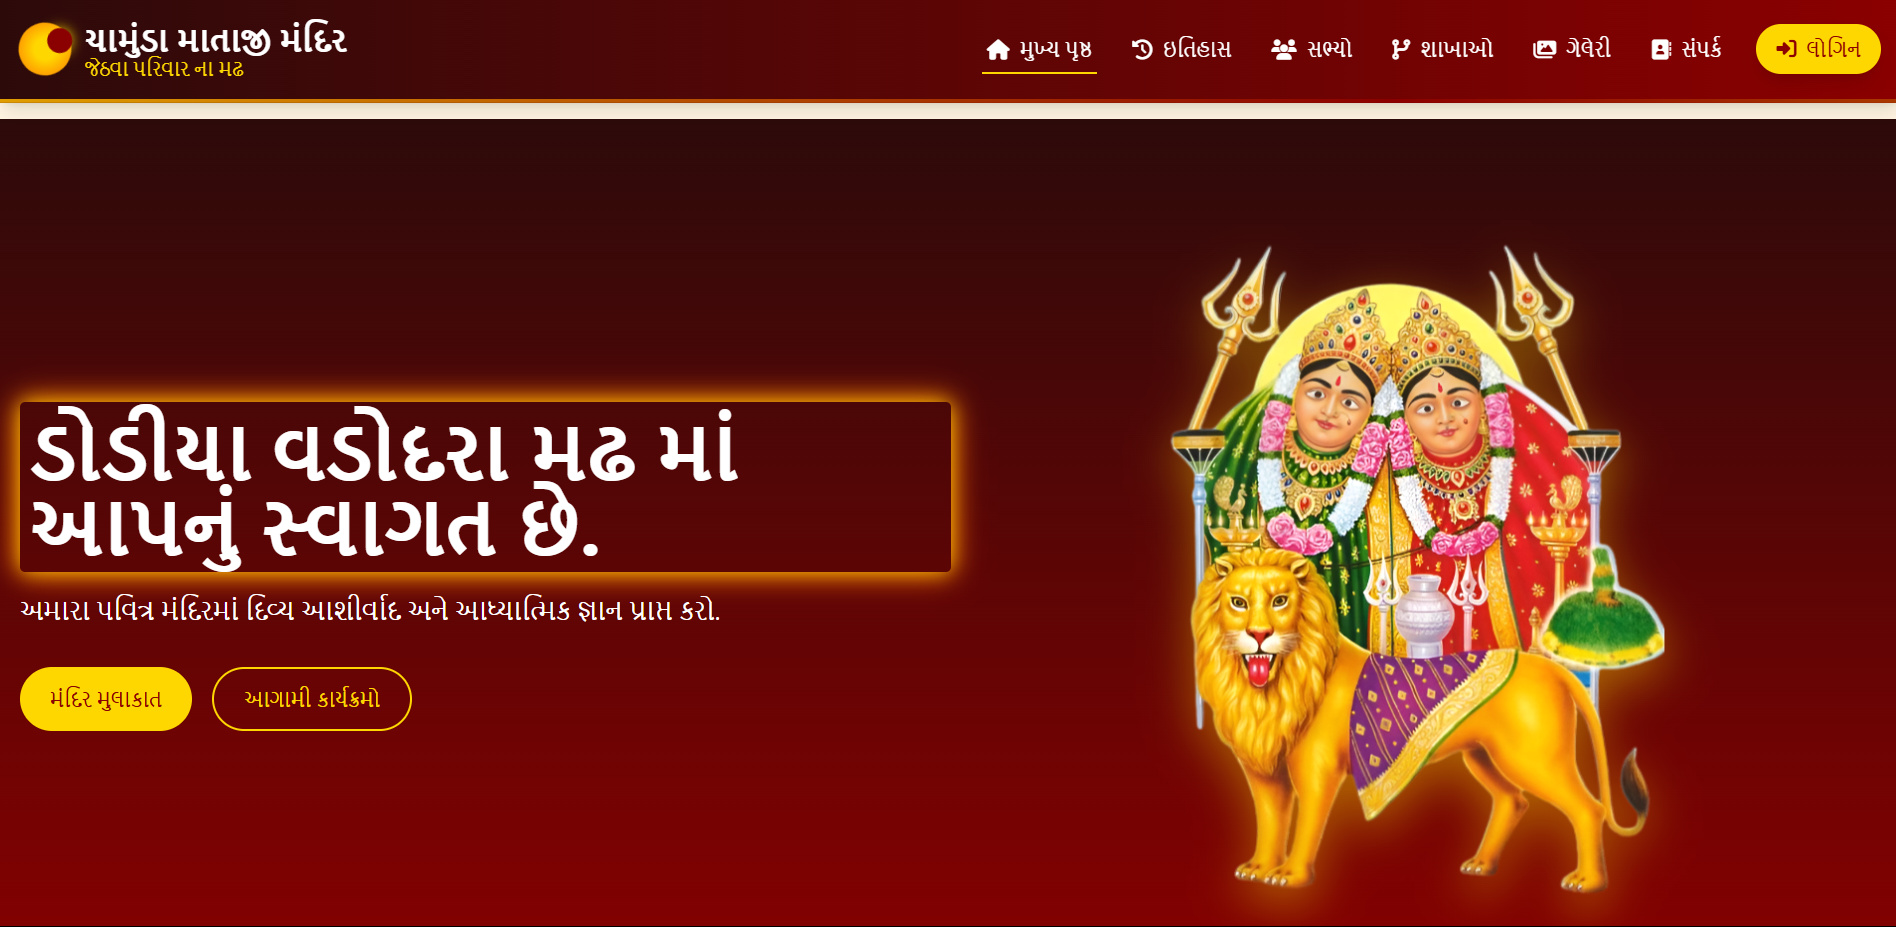 ચામુંડા માતાજી મંદિર
જેઠવા પરિવાર ના મઢ
મુખ્ય પૃષ્ઠ
ઇતિહાસ
સભ્યો
શાખાઓ
ગેલેરી
સંપર્ક
લોગિન
ડોડીયા વડોદરા મઢ માં
આપનું સ્વાગત છે.
અમારા પવિત્ર મંદિરમાં દિવ્ય આશીર્વાદ અને આધ્યાત્મિક જ્ઞાન પ્રાપ્ત કરો.
મંદિર મુલાકાત
આગામી કાર્યક્રમો